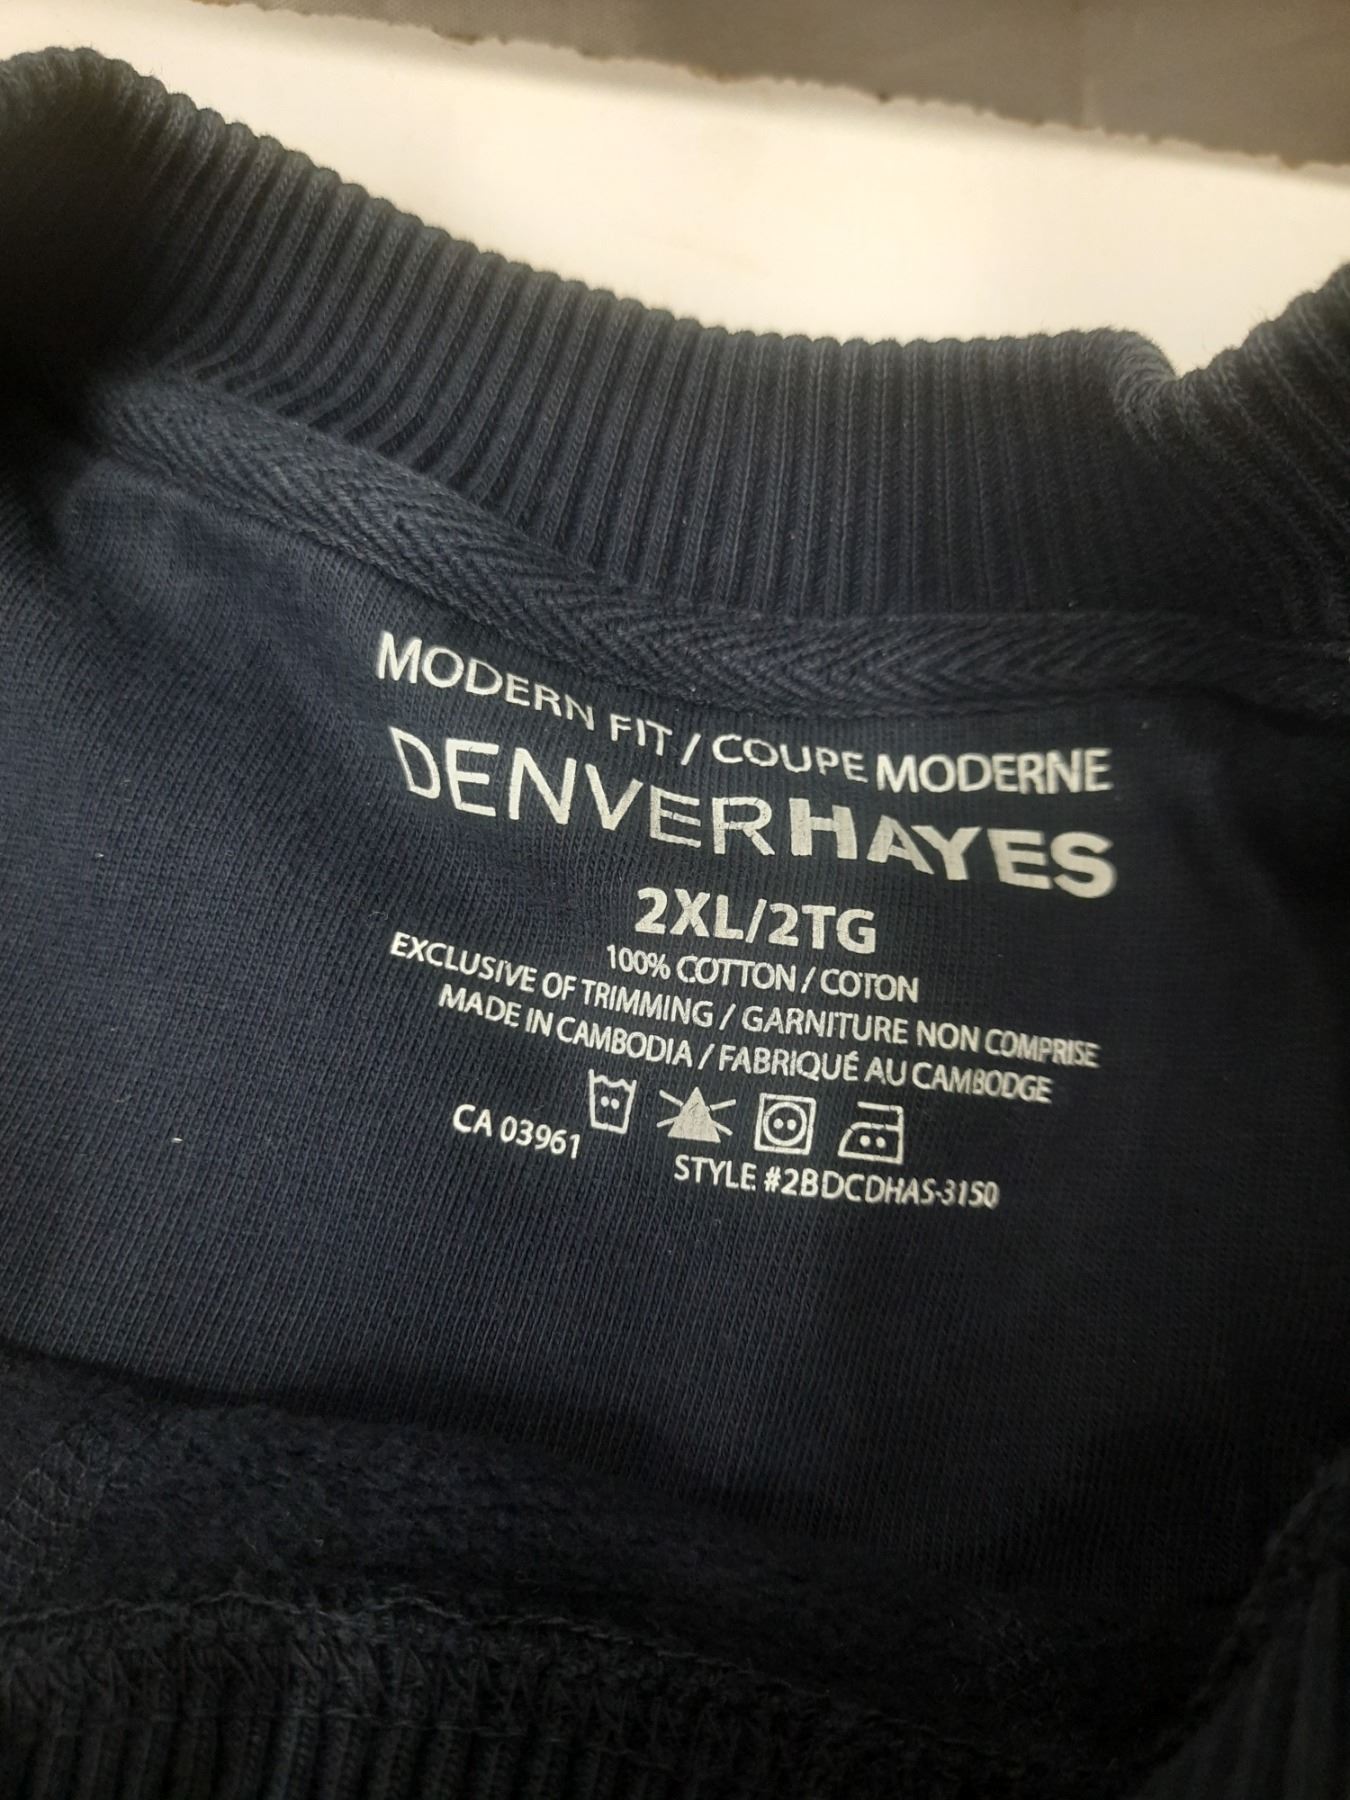 MODERN FIT / COUPE MODERNE
DENVERHAYES
2XL/2TG
100% COTTON / COTON
EXCLUSIVE OF TRIMMING / GARNITURE NON COMPRISE
MADE IN CAMBODIA / FABRIQUÉ AU CAMBODGE
CA 03961
STYLE #2BDCDHAS-3150